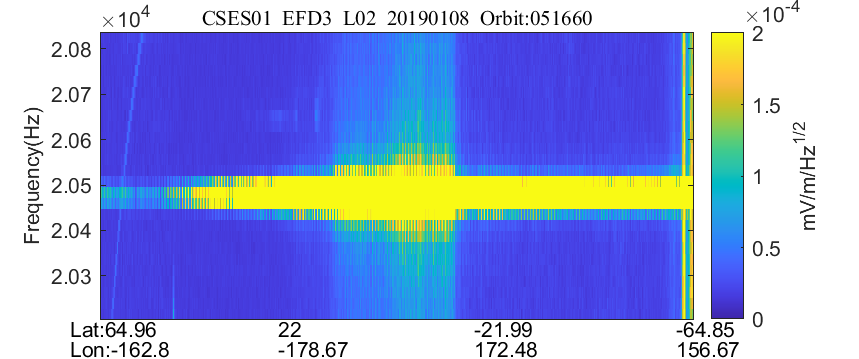 ×10⁴ CSES01 EFD3 L02 20190108 Orbit:051660 ×10⁻⁴
2.08
2.07
2.06
2.05
2.04
2.03
Frequency(Hz)
2
1.5
1
0.5
0
mV/m/Hz^1/2
Lat:64.96 22 -21.99 -64.85
Lon:-162.8 -178.67 172.48 156.67